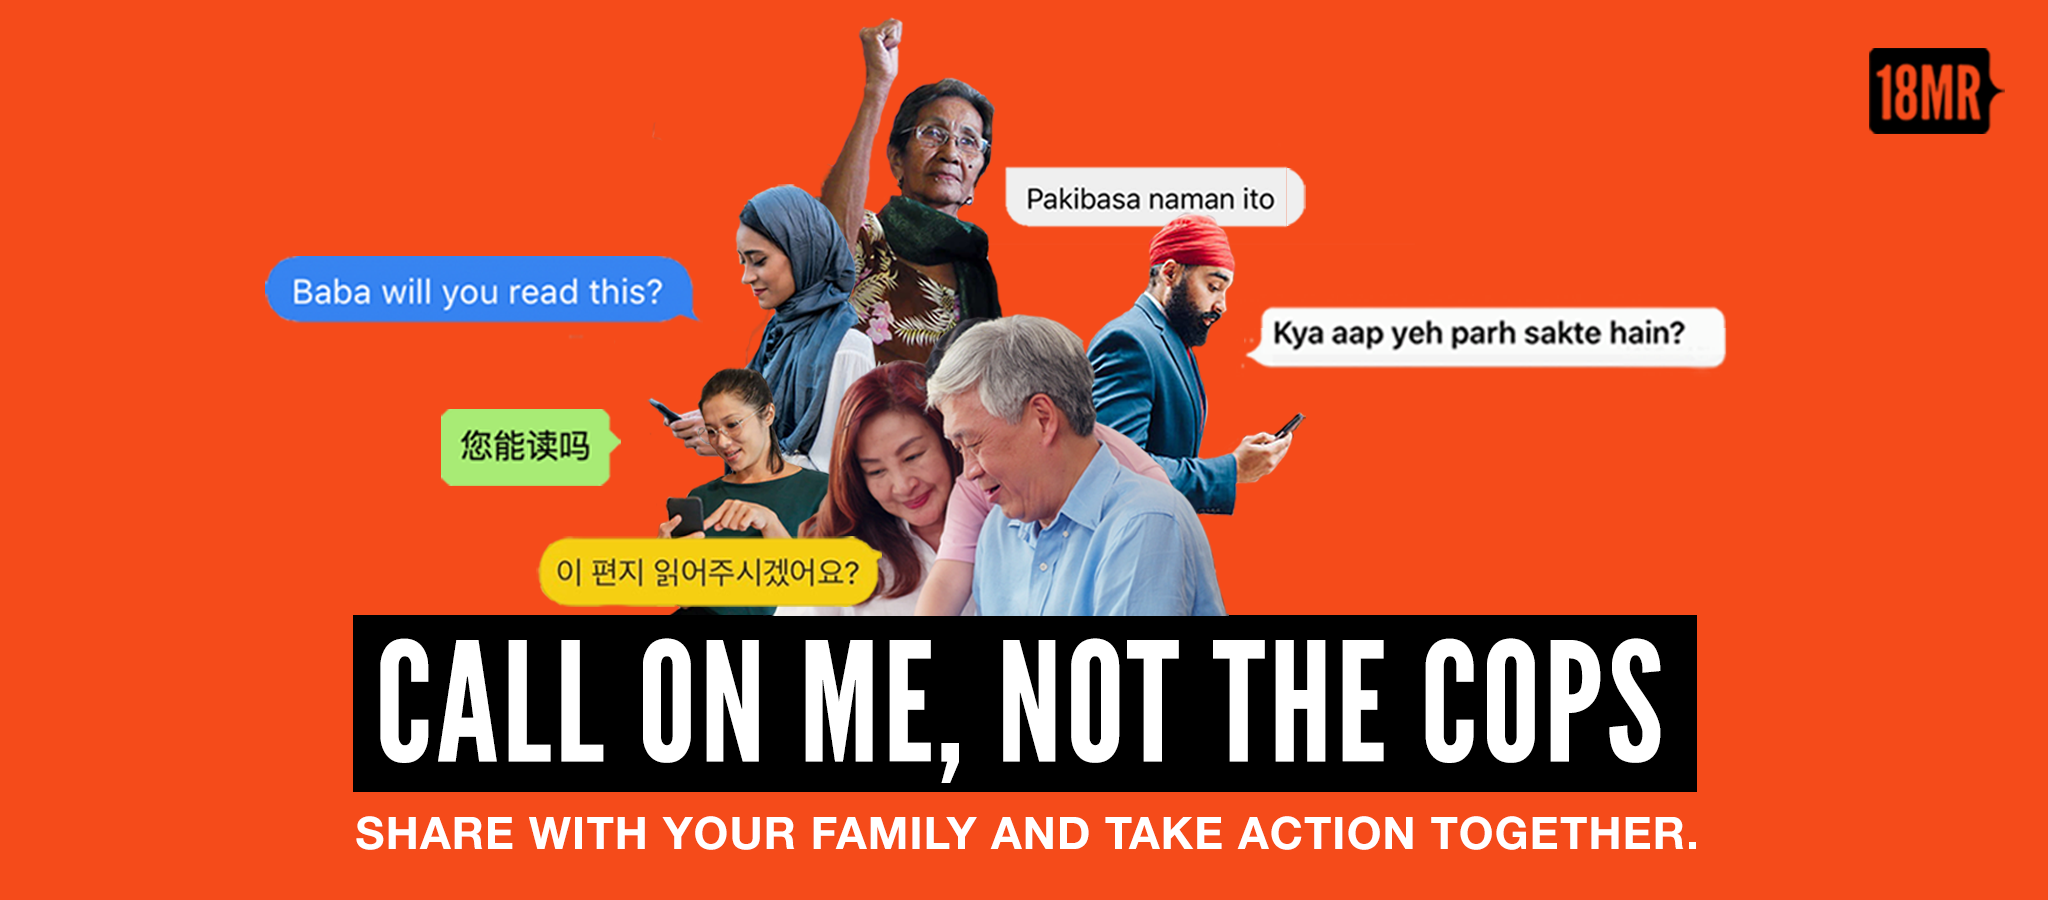 18MR
Pakibasa naman ito
Baba will you read this?
Kya aap yeh parh sakte hain?
您能读吗
이 편지 읽어주시겠어요?
CALL ON ME, NOT THE COPS
SHARE WITH YOUR FAMILY AND TAKE ACTION TOGETHER.